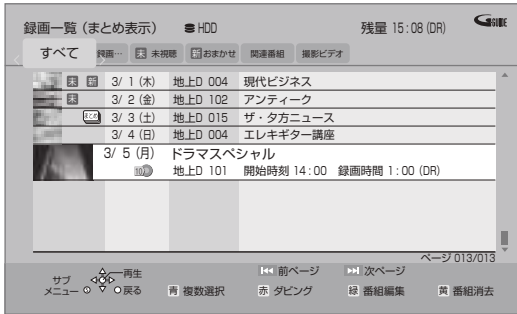 録画一覧 (まとめ表示) HDD 残量 15:08 (DR) GUIDE
すべて 録画… 未 未視聴 新 おまかせ 関連番組 撮影ビデオ
未 新 3/ 1 (木) 地上D 004 現代ビジネス
未 3/ 2 (金) 地上D 102 アンティーク
まとめ 3/ 3 (土) 地上D 015 ザ・夕方ニュース
3/ 4 (日) 地上D 004 エレキギター講座
3/ 5 (月) ドラマスペシャル
地上D 101 開始時刻 14:00 録画時間 1:00 (DR)
ページ 013/013
サブメニュー 再生 戻る
前ページ 次ページ
青 複数選択 赤 ダビング 緑 番組編集 黄 番組消去